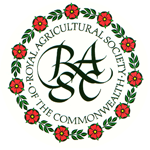 ROYAL AGRICULTURAL SOCIETY
OF THE COMMONWEALTH
RASC